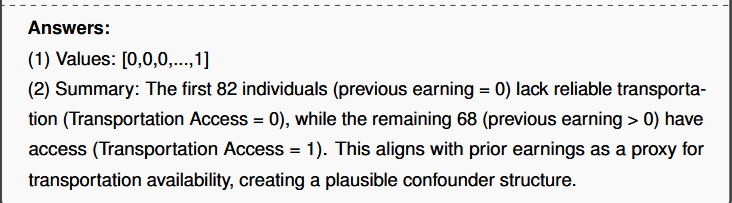 Answers:
(1) Values: [0,0,0,...,1]
(2) Summary: The first 82 individuals (previous earning = 0) lack reliable transporta-
tion (Transportation Access = 0), while the remaining 68 (previous earning > 0) have
access (Transportation Access = 1). This aligns with prior earnings as a proxy for
transportation availability, creating a plausible confounder structure.